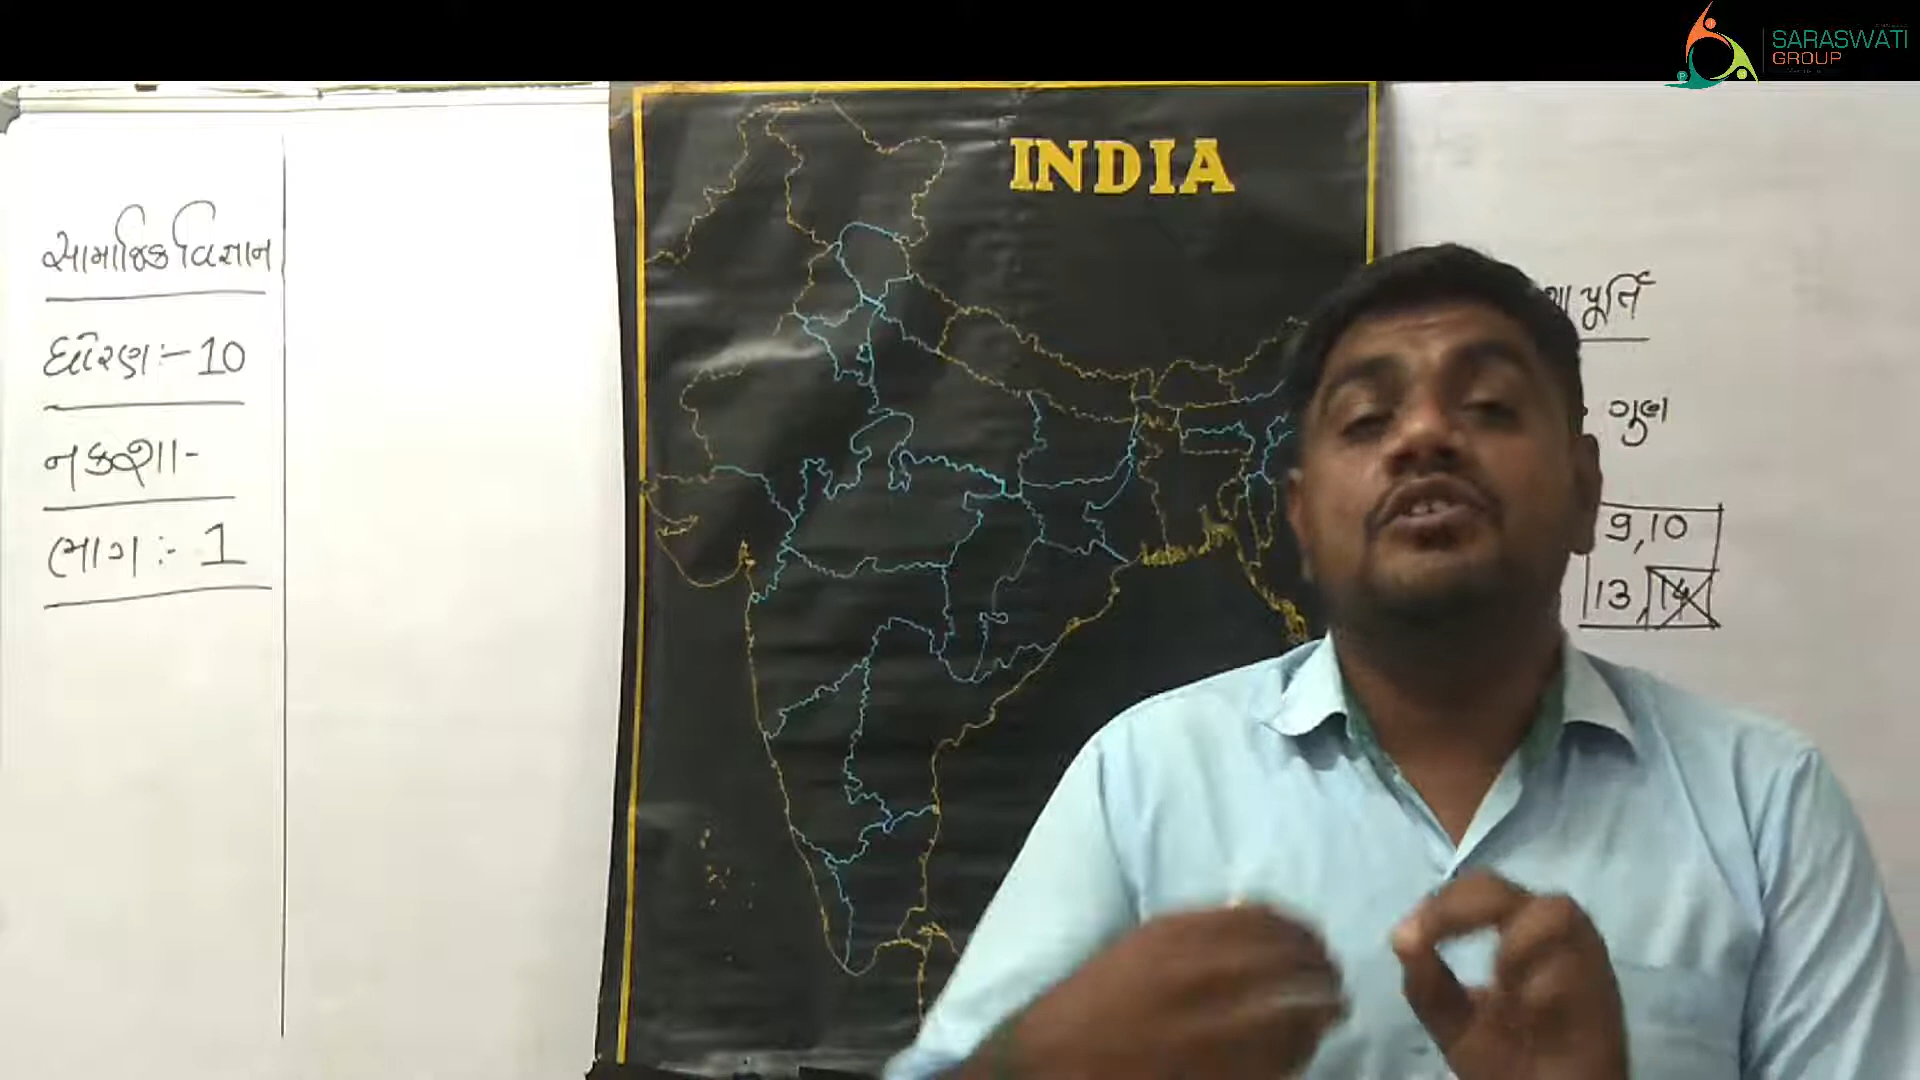 SARASWATI
GROUP
INDIA
સામાજિક વિજ્ઞાન
ધોરણ :- 10
નકશા -
ભાગ :- 1
પૂર્તિ
ગુણ
9, 10
13, 14